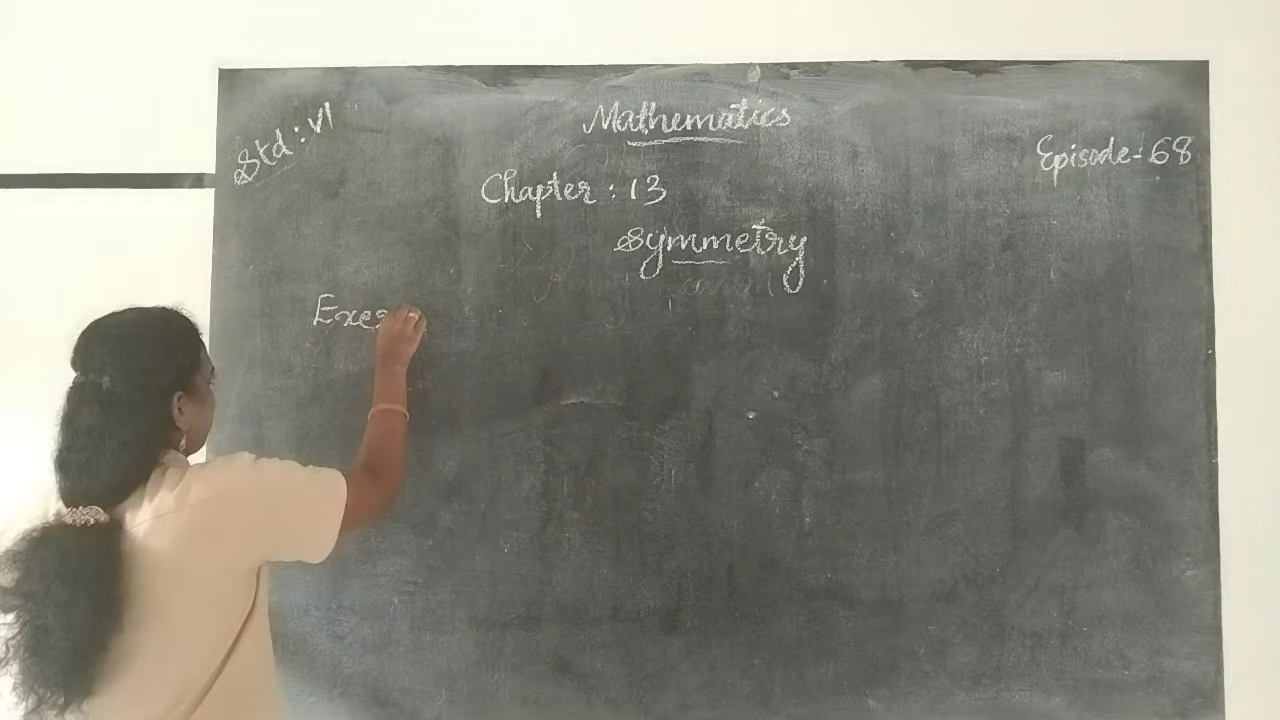 Std : VI
Mathematics
Episode-68
Chapter : 13
Symmetry
Exer